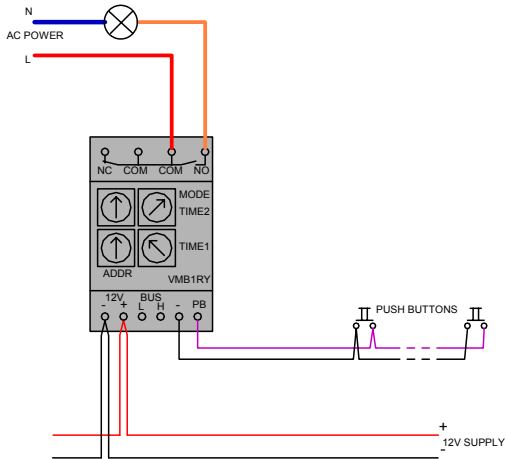 N
AC POWER
L
NC COM COM NO
MODE
TIME2
TIME1
ADDR
VMB1RY
12V BUS
- + L H - PB
PUSH BUTTONS
+
12V SUPPLY
-